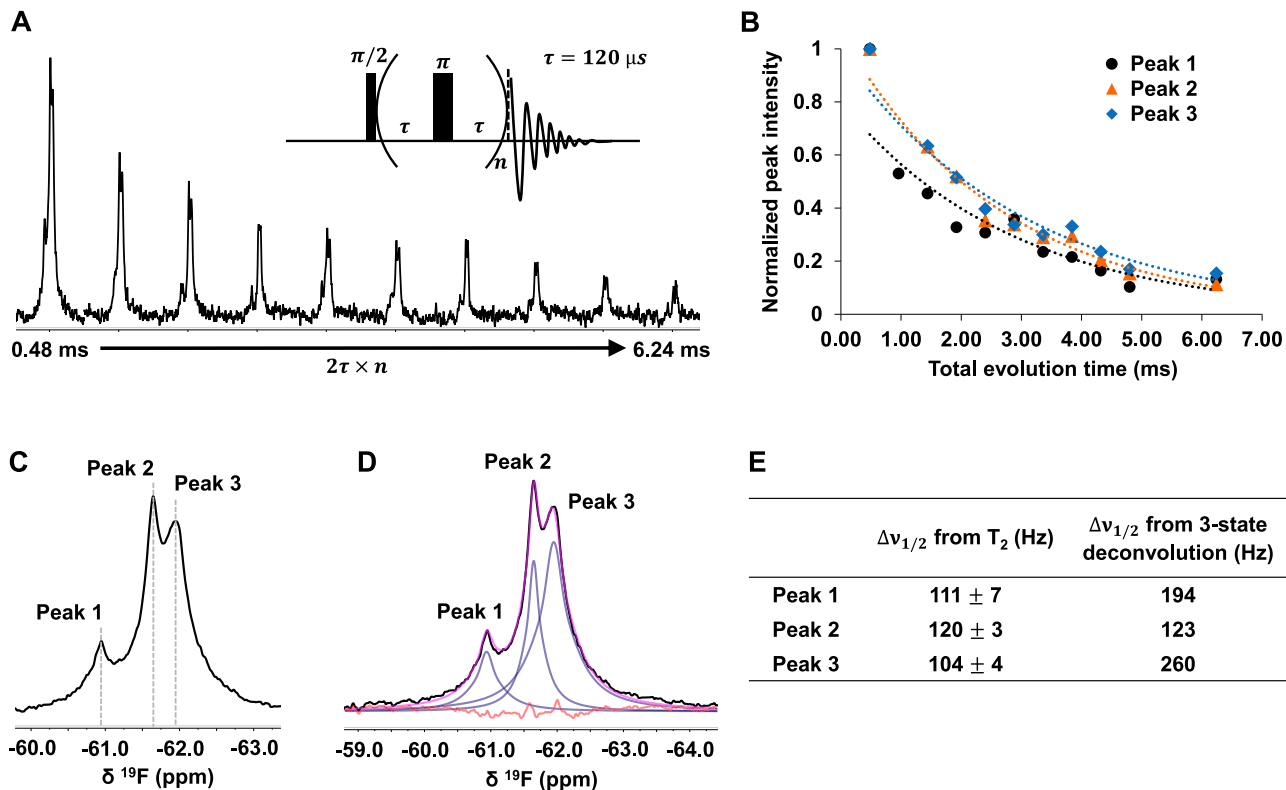 A
π/2
π
τ = 120 μs
τ
τ
n
0.48 ms
6.24 ms
2τ × n
B
Normalized peak intensity
1
0.8
0.6
0.4
0.2
0
0.00 1.00 2.00 3.00 4.00 5.00 6.00 7.00
Total evolution time (ms)
Peak 1
Peak 2
Peak 3
C
Peak 2
Peak 3
Peak 1
-60.0 -61.0 -62.0 -63.0
δ ¹⁹F (ppm)
D
Peak 2
Peak 3
Peak 1
-59.0 -60.0 -61.0 -62.0 -63.0 -64.0
δ ¹⁹F (ppm)
E
Δν₁/₂ from T₂ (Hz)
Δν₁/₂ from 3-state
deconvolution (Hz)
Peak 1 111 ± 7 194
Peak 2 120 ± 3 123
Peak 3 104 ± 4 260